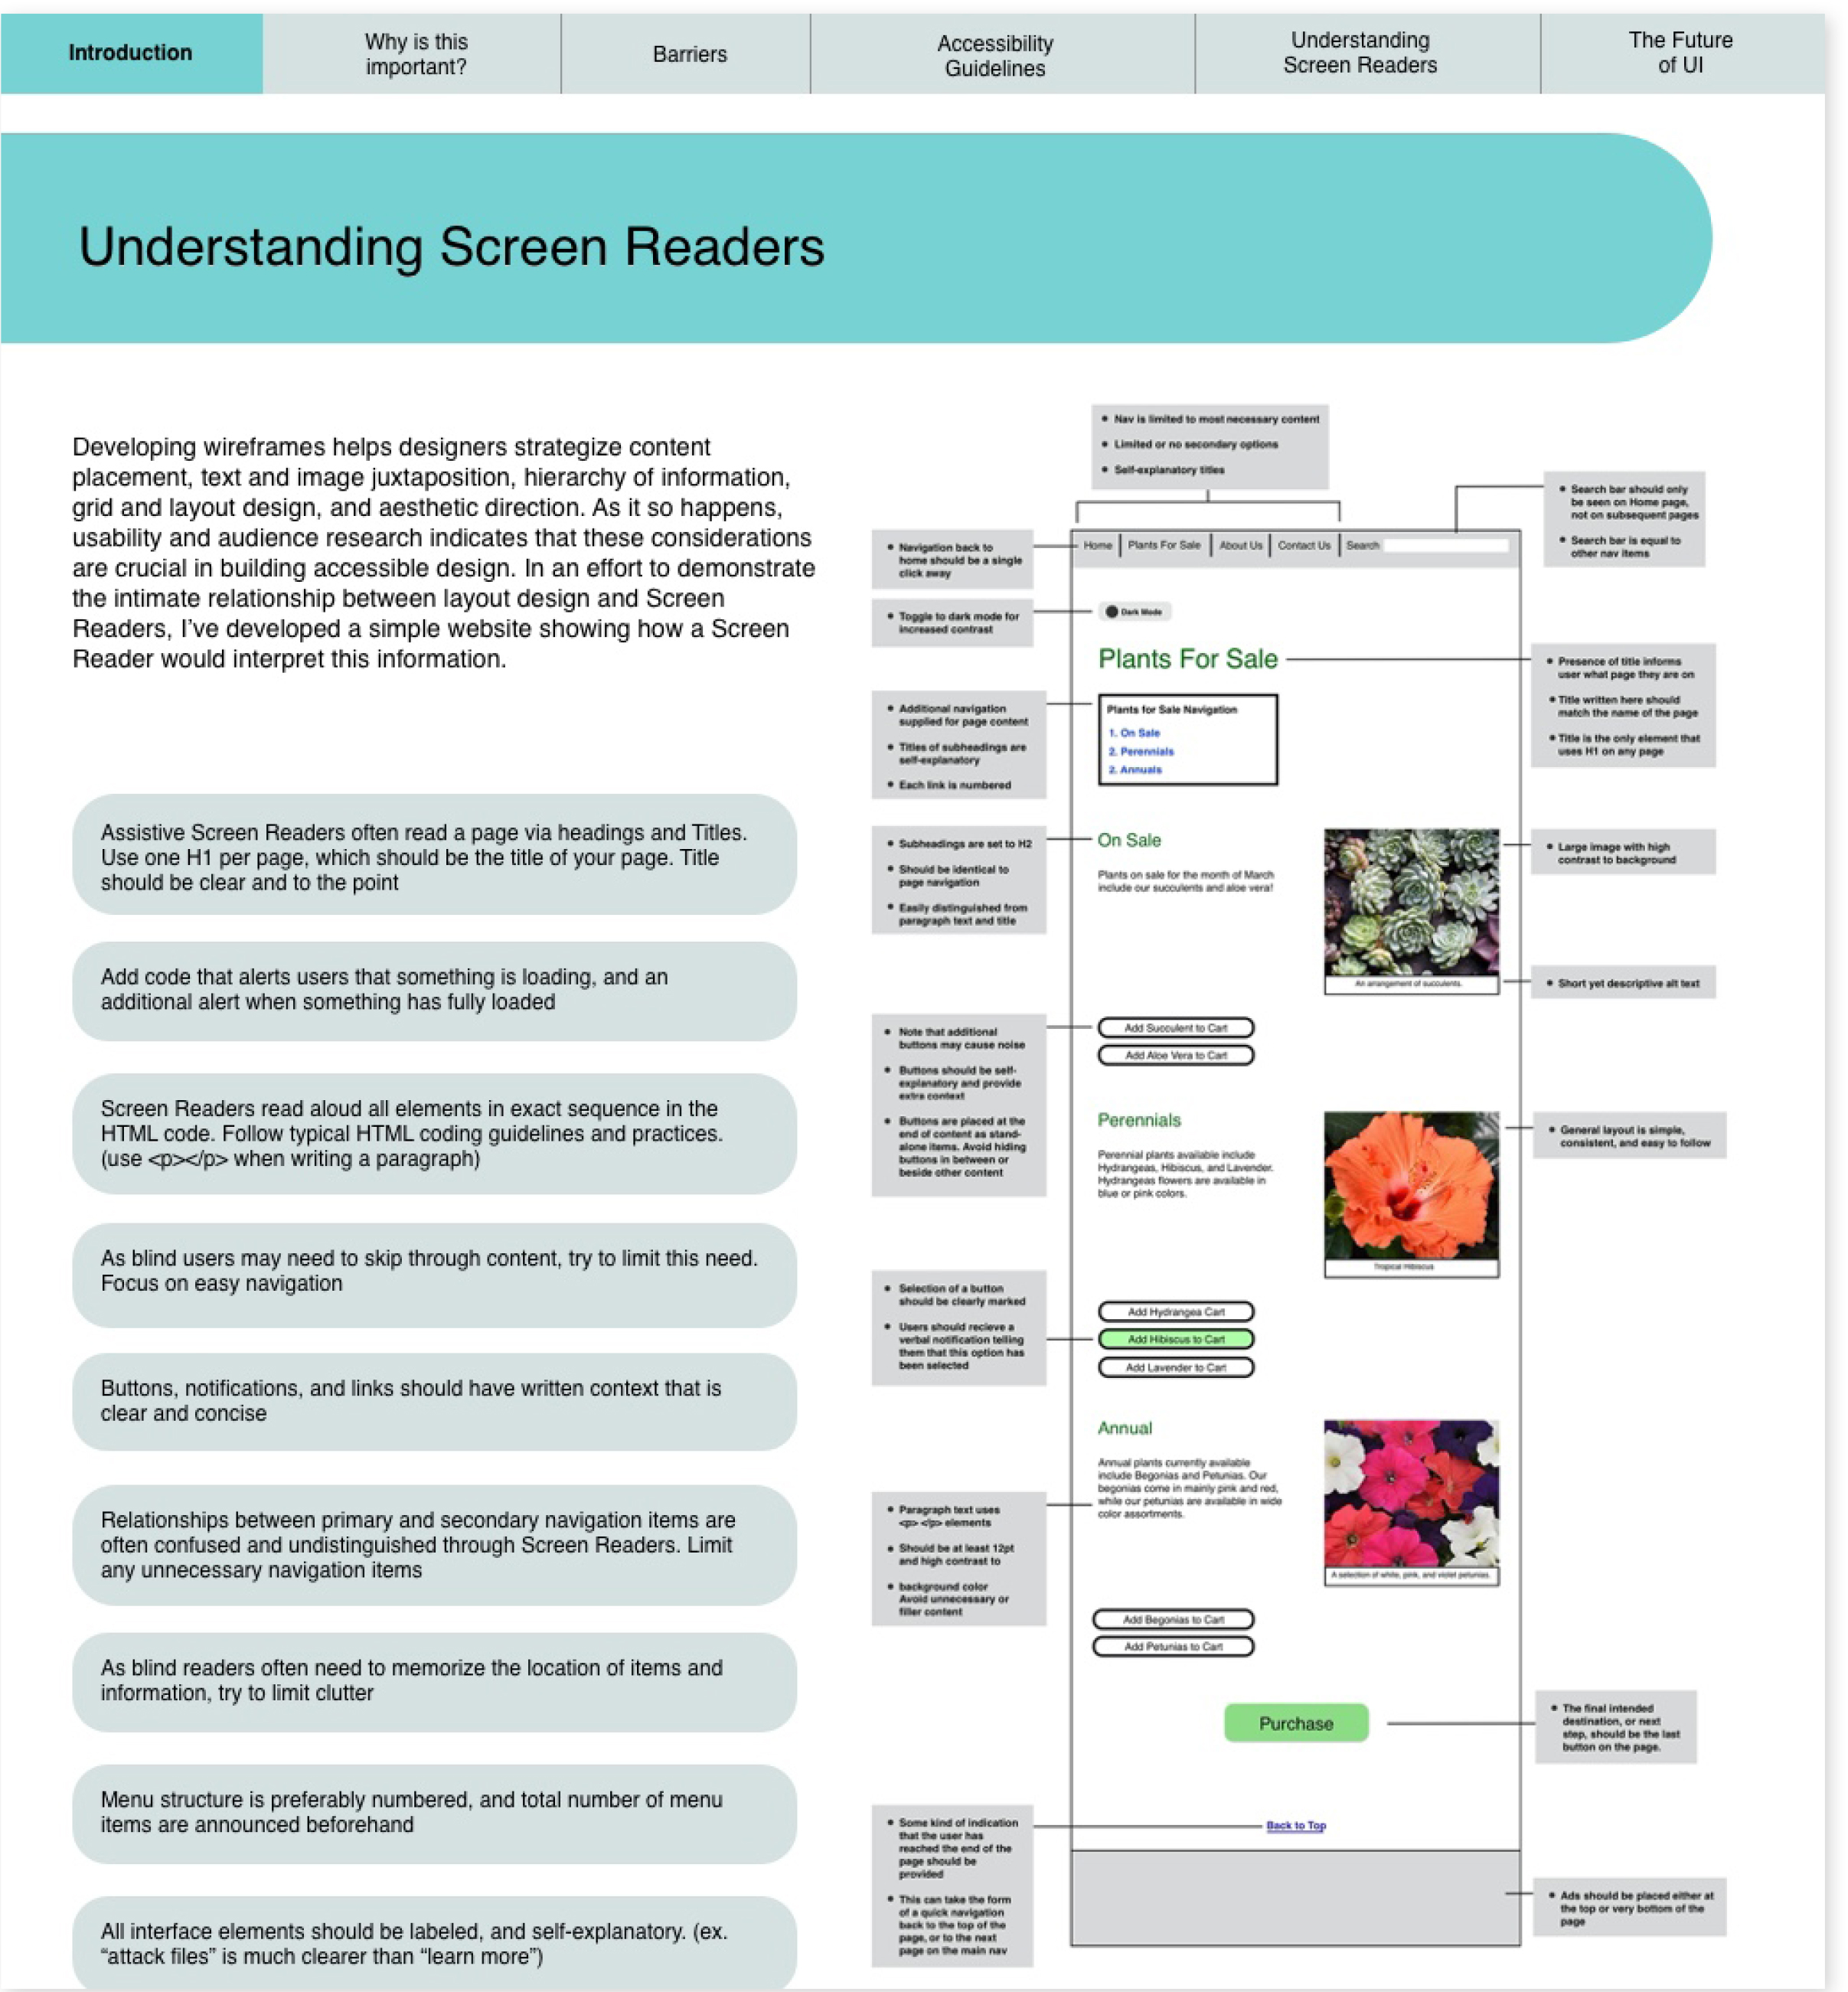 Introduction
Why is this
important?
Barriers
Accessibility
Guidelines
Understanding
Screen Readers
The Future
of UI
Understanding Screen Readers
Developing wireframes helps designers strategize content
placement, text and image juxtaposition, hierarchy of information,
grid and layout design, and aesthetic direction. As it so happens,
usability and audience research indicates that these considerations
are crucial in building accessible design. In an effort to demonstrate
the intimate relationship between layout design and Screen
Readers, I've developed a simple website showing how a Screen
Reader would interpret this information.
Assistive Screen Readers often read a page via headings and Titles.
Use one H1 per page, which should be the title of your page. Title
should be clear and to the point
Add code that alerts users that something is loading, and an
additional alert when something has fully loaded
Screen Readers read aloud all elements in exact sequence in the
HTML code. Follow typical HTML coding guidelines and practices.
(use <p></p> when writing a paragraph)
As blind users may need to skip through content, try to limit this need.
Focus on easy navigation
Buttons, notifications, and links should have written context that is
clear and concise
Relationships between primary and secondary navigation items are
often confused and undistinguished through Screen Readers. Limit
any unnecessary navigation items
As blind readers often need to memorize the location of items and
information, try to limit clutter
Menu structure is preferably numbered, and total number of menu
items are announced beforehand
All interface elements should be labeled, and self-explanatory. (ex.
“attack files” is much clearer than “learn more”)
• Nav is limited to most necessary content
• Limited or no secondary options
• Self-explanatory titles
• Search bar should only
be seen on Home page,
not on subsequent pages
• Search bar is equal to
other nav items
• Navigation back to
home should be a single
click away
Home
Plants For Sale
About Us
Contact Us
Search
• Toggle to dark mode for
increased contrast
Dark Mode
Plants For Sale
• Presence of title informs
user what page they are on
• Title written here should
match the name of the page
• Title is the only element that
uses H1 on any page
• Additional navigation
supplied for page content
• Titles of subheadings are
self-explanatory
• Each link is numbered
Plants for Sale Navigation
1. On Sale
2. Perennials
2. Annuals
• Subheadings are set to H2
• Should be identical to
page navigation
• Easily distinguished from
paragraph text and title
On Sale
Plants on sale for the month of March
include our succulents and aloe vera!
• Large image with high
contrast to background
An arrangement of succulents.
• Short yet descriptive alt text
• Note that additional
buttons may cause noise
• Buttons should be self-
explanatory and provide
extra context
• Buttons are placed at the
end of content as stand-
alone items. Avoid hiding
buttons in between or
beside other content
Add Succulent to Cart
Add Aloe Vera to Cart
Perennials
Perennial plants available include
Hydrangeas, Hibiscus, and Lavender.
Hydrangeas flowers are available in
blue or pink colors.
Tropical Hibiscus
• General layout is simple,
consistent, and easy to follow
• Selection of a button
should be clearly marked
• Users should recieve a
verbal notification telling
them that this option has
been selected
Add Hydrangea Cart
Add Hibiscus to Cart
Add Lavender to Cart
Annual
Annual plants currently available
include Begonias and Petunias. Our
begonias come in mainly pink and red,
while our petunias are available in wide
color assortments.
A selection of white, pink, and violet petunias.
• Paragraph text uses
<p> </p> elements
• Should be at least 12pt
and high contrast to
• background color
Avoid unnecessary or
filler content
Add Begonias to Cart
Add Petunias to Cart
Purchase
• The final intended
destination, or next
step, should be the last
button on the page.
• Some kind of indication
that the user has
reached the end of the
page should be
provided
• This can take the form
of a quick navigation
back to the top of the
page, or to the next
page on the main nav
Back to Top
• Ads should be placed either at
the top or very bottom of the
page